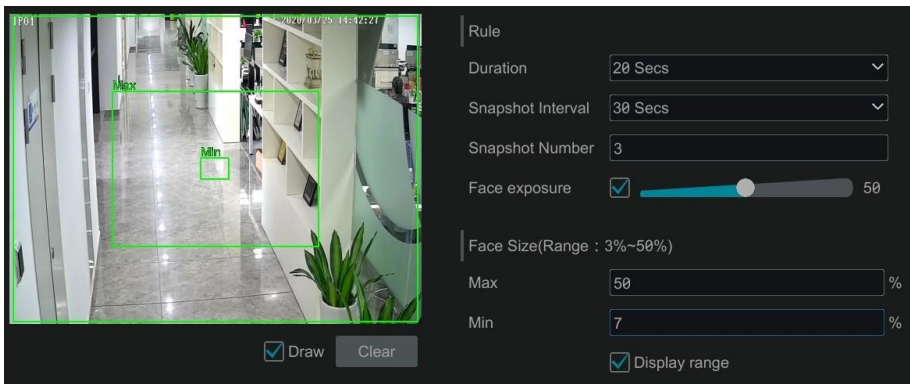 IP01
2020/03/25 14:42:21
Max
Min
Draw
Clear
Rule
Duration
20 Secs
Snapshot Interval
30 Secs
Snapshot Number
3
Face exposure
50
Face Size(Range : 3%~50%)
Max
50
%
Min
7
%
Display range